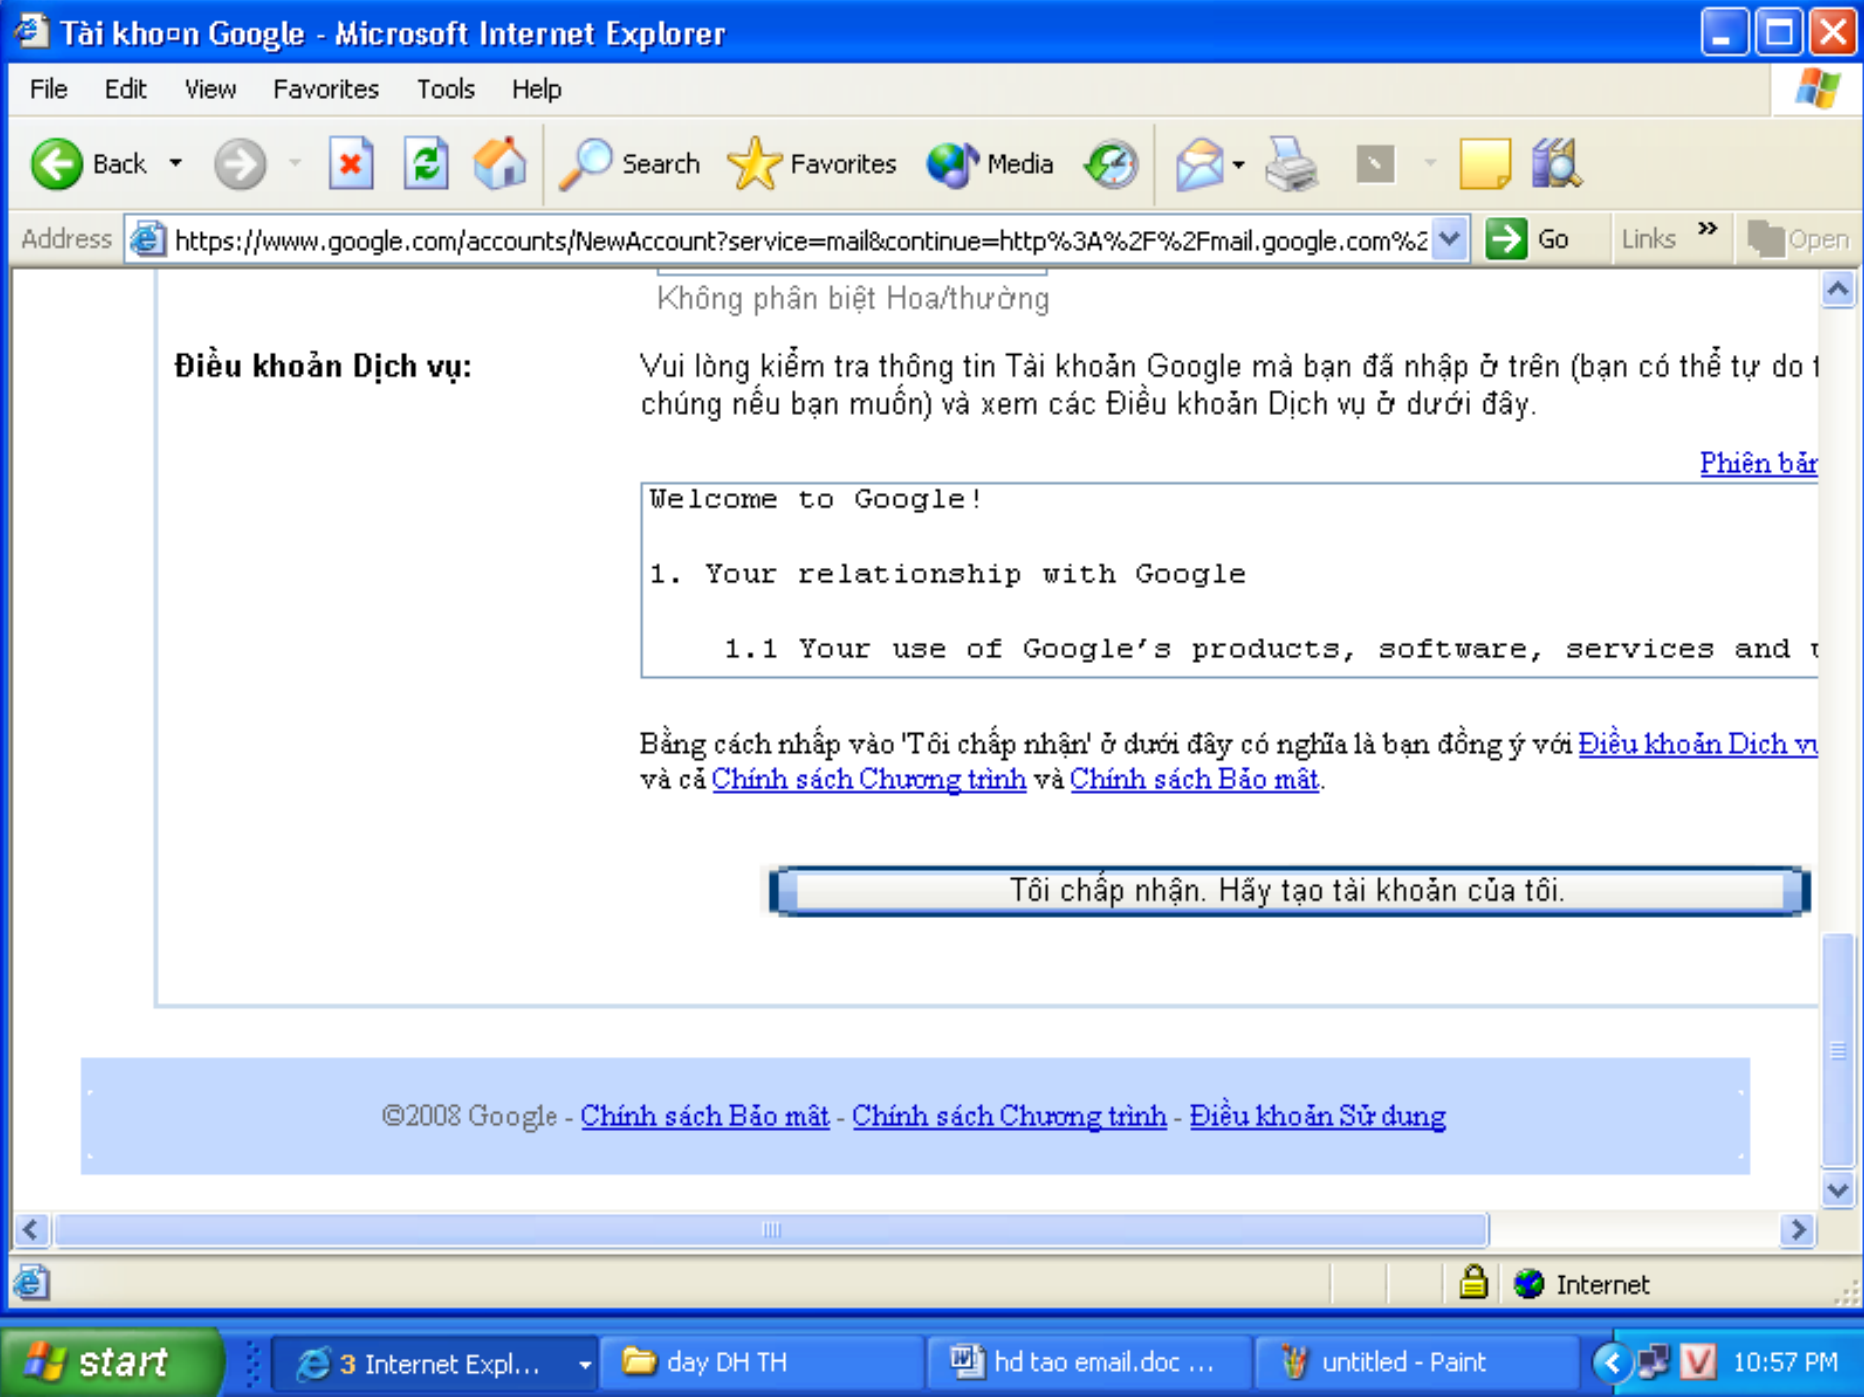 Tài kho¤n Google - Microsoft Internet Explorer
File Edit View Favorites Tools Help
Back Search Favorites Media
Address https://www.google.com/accounts/NewAccount?service=mail&continue=http%3A%2F%2Fmail.google.com%2 Go Links » Open
Không phân biệt Hoa/thường
Điều khoản Dịch vụ: Vui lòng kiểm tra thông tin Tài khoản Google mà bạn đã nhập ở trên (bạn có thể tự do
chúng nếu bạn muốn) và xem các Điều khoản Dịch vụ ở dưới đây.
Phiên bản
Welcome to Google!
1. Your relationship with Google
1.1 Your use of Google's products, software, services and
Bằng cách nhấp vào 'Tôi chấp nhận' ở dưới đây có nghĩa là bạn đồng ý với Điều khoản Dịch vụ
và cả Chính sách Chương trình và Chính sách Bảo mật.
Tôi chấp nhận. Hãy tạo tài khoản của tôi.
©2008 Google - Chính sách Bảo mật - Chính sách Chương trình - Điều khoản Sử dụng
Internet
start 3 Internet Expl... day DH TH hd tao email.doc ... untitled - Paint V 10:57 PM